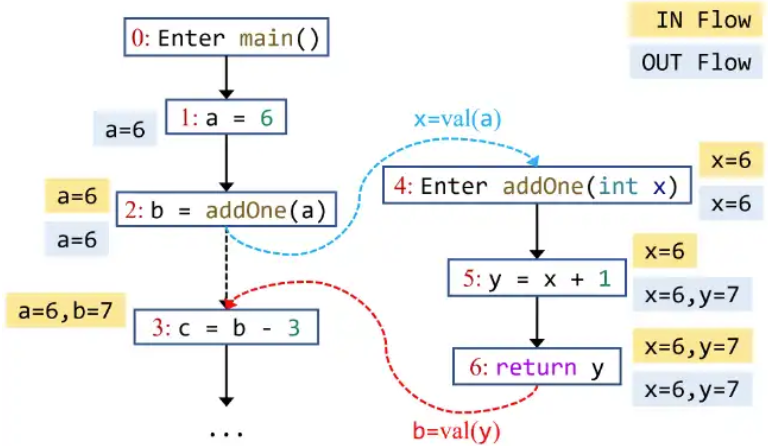 IN Flow
OUT Flow
0: Enter main()
1: a = 6
a=6
a=6
2: b = addOne(a)
a=6
a=6,b=7
3: c = b - 3
...
x=val(a)
4: Enter addOne(int x)
x=6
x=6
5: y = x + 1
x=6
x=6,y=7
6: return y
x=6,y=7
x=6,y=7
b=val(y)